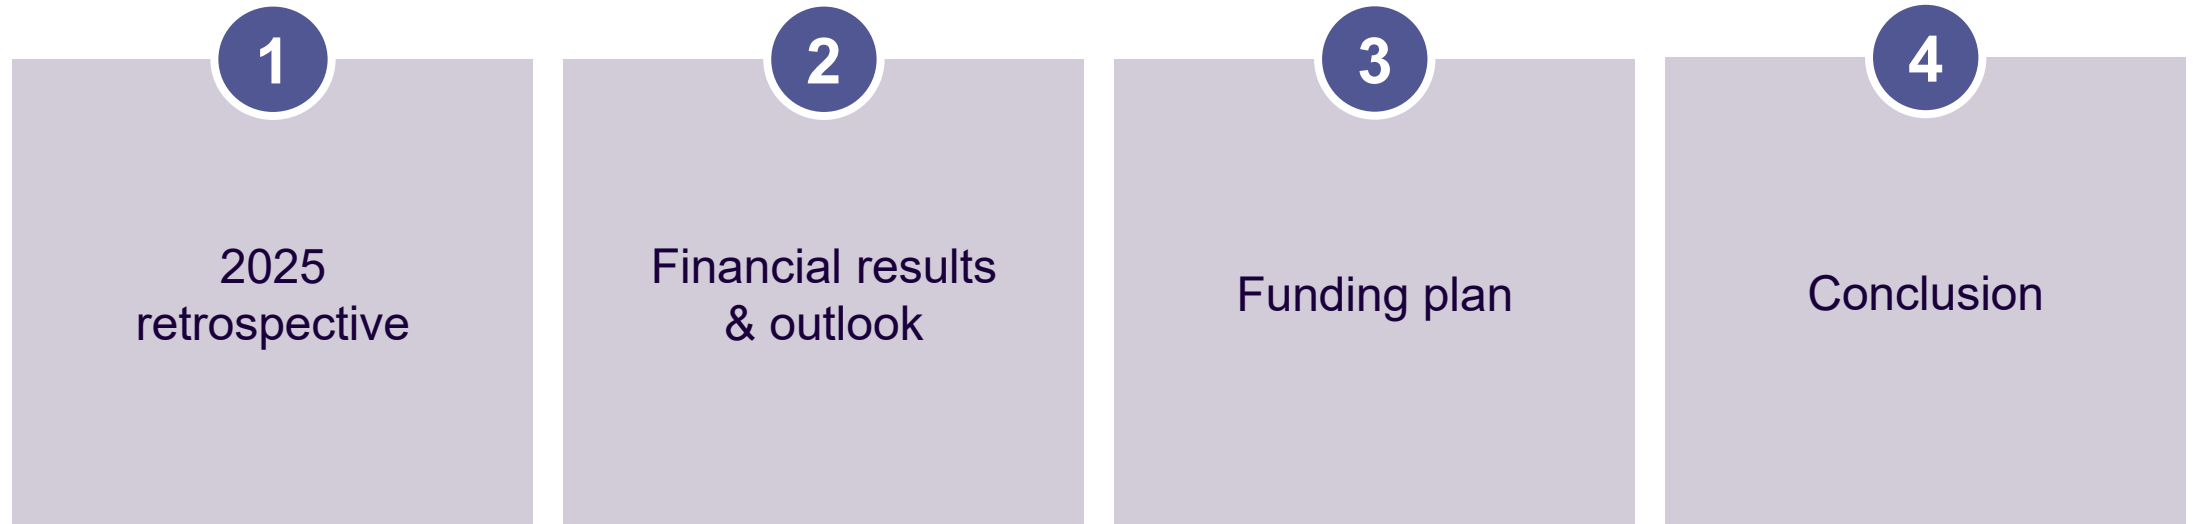 1
2025
retrospective
2
Financial results
& outlook
3
Funding plan
4
Conclusion